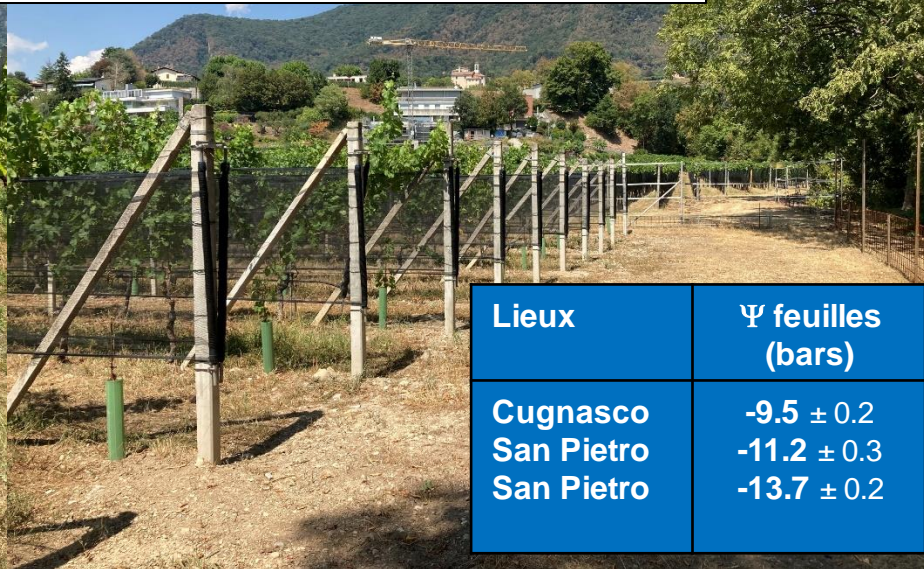 Lieux Ψ feuilles
(bars)
Cugnasco -9.5 ± 0.2
San Pietro -11.2 ± 0.3
San Pietro -13.7 ± 0.2